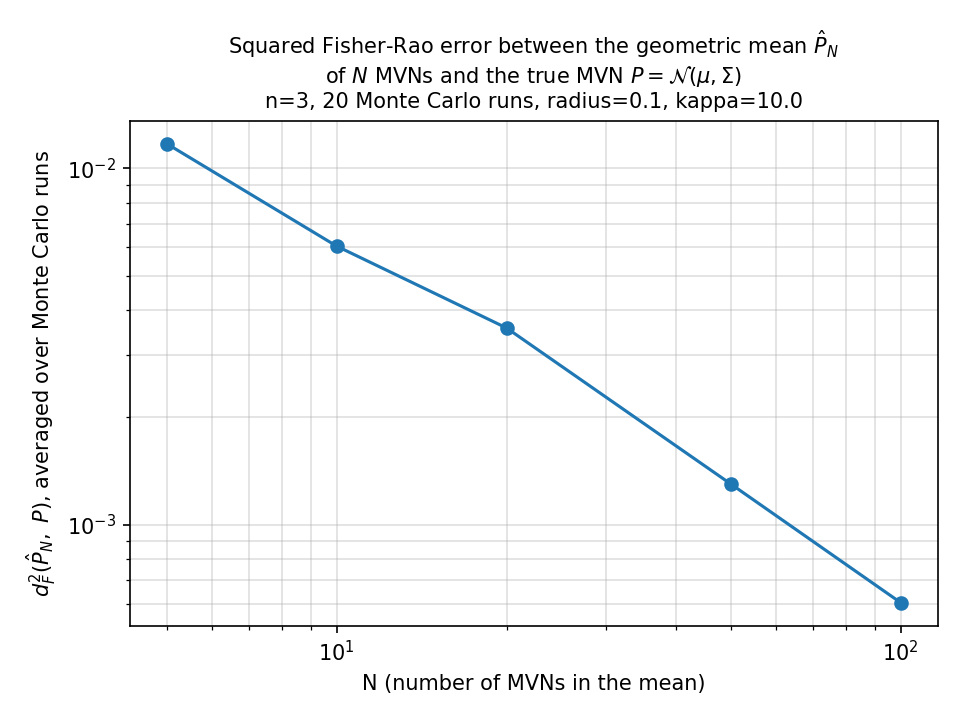 Squared Fisher-Rao error between the geometric mean $\hat{P}_N$
of $N$ MVNs and the true MVN $P = \mathcal{N}(\mu, \Sigma)$
n=3, 20 Monte Carlo runs, radius=0.1, kappa=10.0
$d_F^2(\hat{P}_N, P)$, averaged over Monte Carlo runs
$10^{-2}$
$10^{-3}$
$10^1$
$10^2$
N (number of MVNs in the mean)